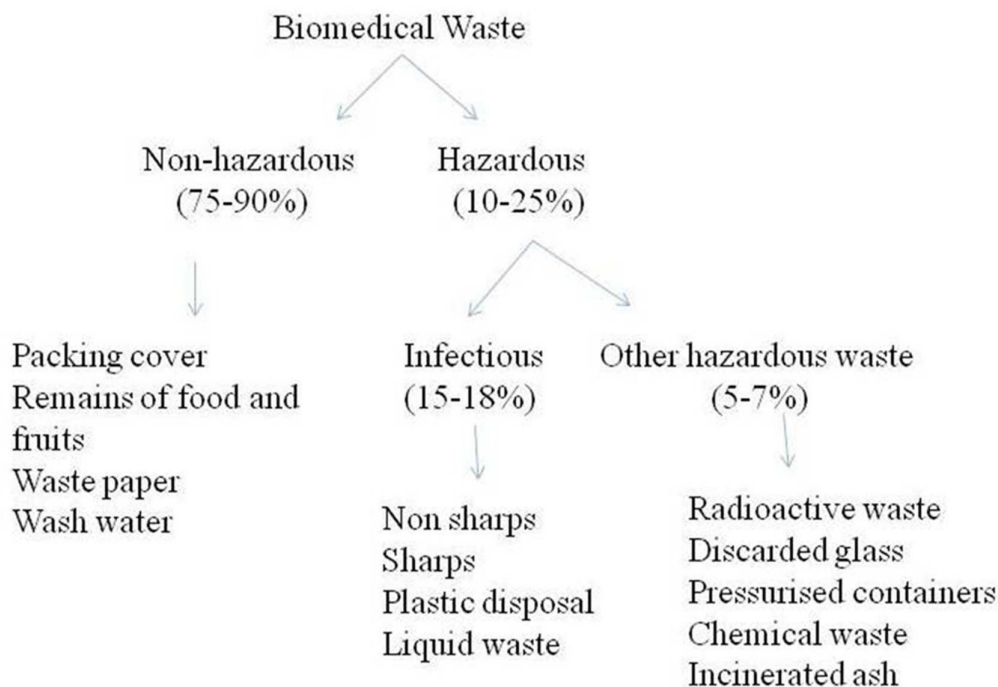 Biomedical Waste
Non-hazardous
(75-90%)
Hazardous
(10-25%)
Packing cover
Remains of food and
fruits
Waste paper
Wash water
Infectious
(15-18%)
Non sharps
Sharps
Plastic disposal
Liquid waste
Other hazardous waste
(5-7%)
Radioactive waste
Discarded glass
Pressurised containers
Chemical waste
Incinerated ash